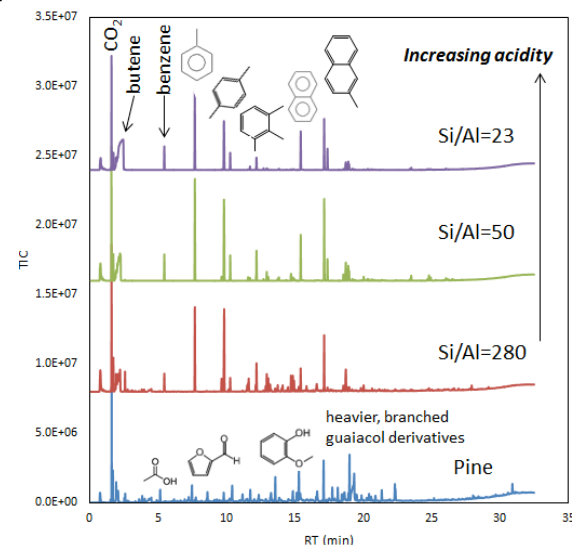 3.5E+07
3.0E+07
2.5E+07
2.0E+07
1.5E+07
1.0E+07
5.0E+06
0.0E+00
TIC
CO2
butene
benzene
Increasing acidity
Si/Al=23
Si/Al=50
Si/Al=280
heavier, branched
guaiacol derivatives
Pine
O
OH
O
O
H
OH
O
0 5 10 15 20 25 30 35
RT (min)